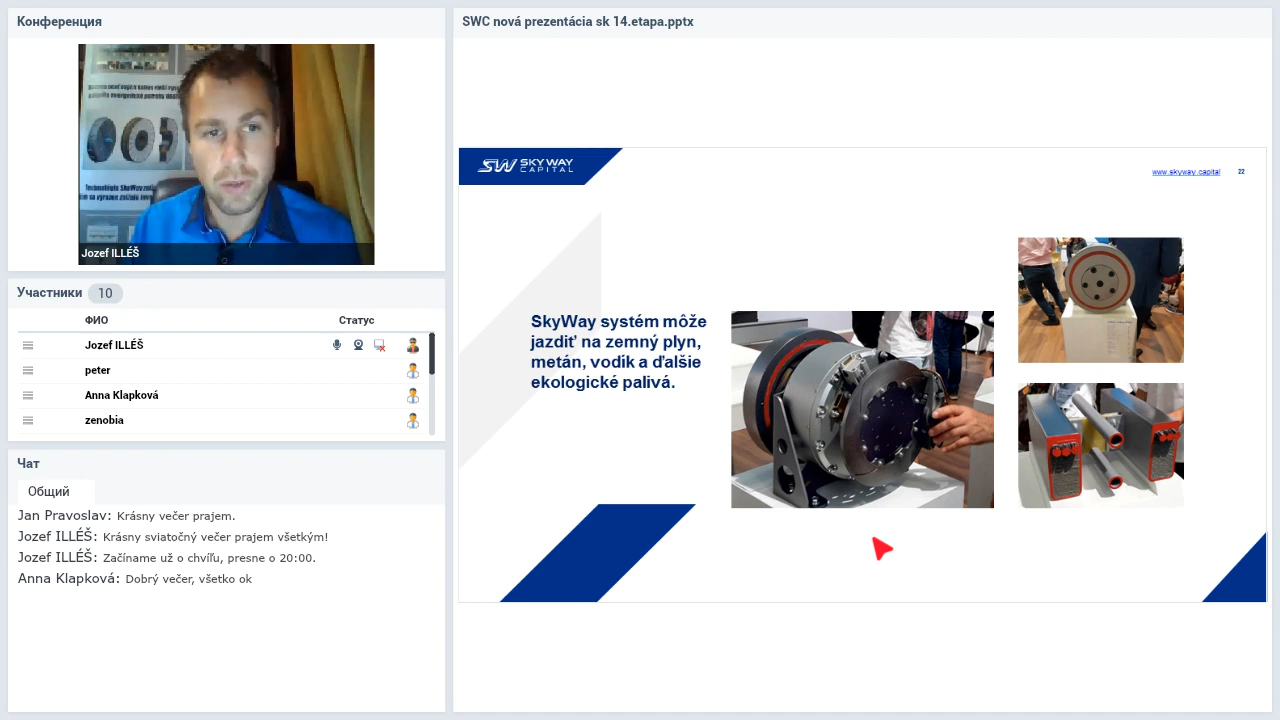 Конференция
Jozef ILLÉŠ
Участники 10
ФИО Статус
Jozef ILLÉŠ
peter
Anna Klapková
zenobia
Чат
Общий
Jan Pravoslav: Krásny večer prajem.
Jozef ILLÉŠ: Krásny sviatočný večer prajem všetkým!
Jozef ILLÉŠ: Začíname už o chvíľu, presne o 20:00.
Anna Klapková: Dobrý večer, všetko ok
SWC nová prezentácia sk 14.etapa.pptx
SW SKY WAY
CAPITAL
www.skyway.capital 22
SkyWay systém môže
jazdiť na zemný plyn,
metán, vodík a ďalšie
ekologické palivá.